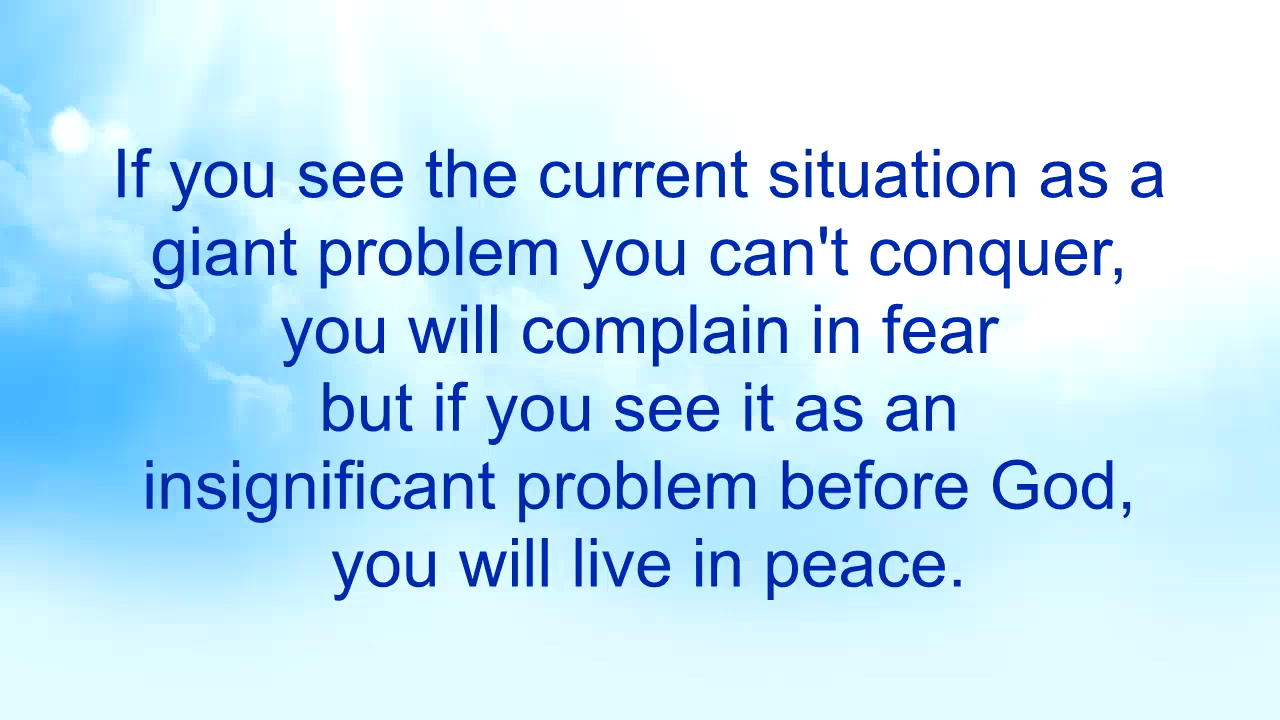 If you see the current situation as a
giant problem you can't conquer,
you will complain in fear
but if you see it as an
insignificant problem before God,
you will live in peace.